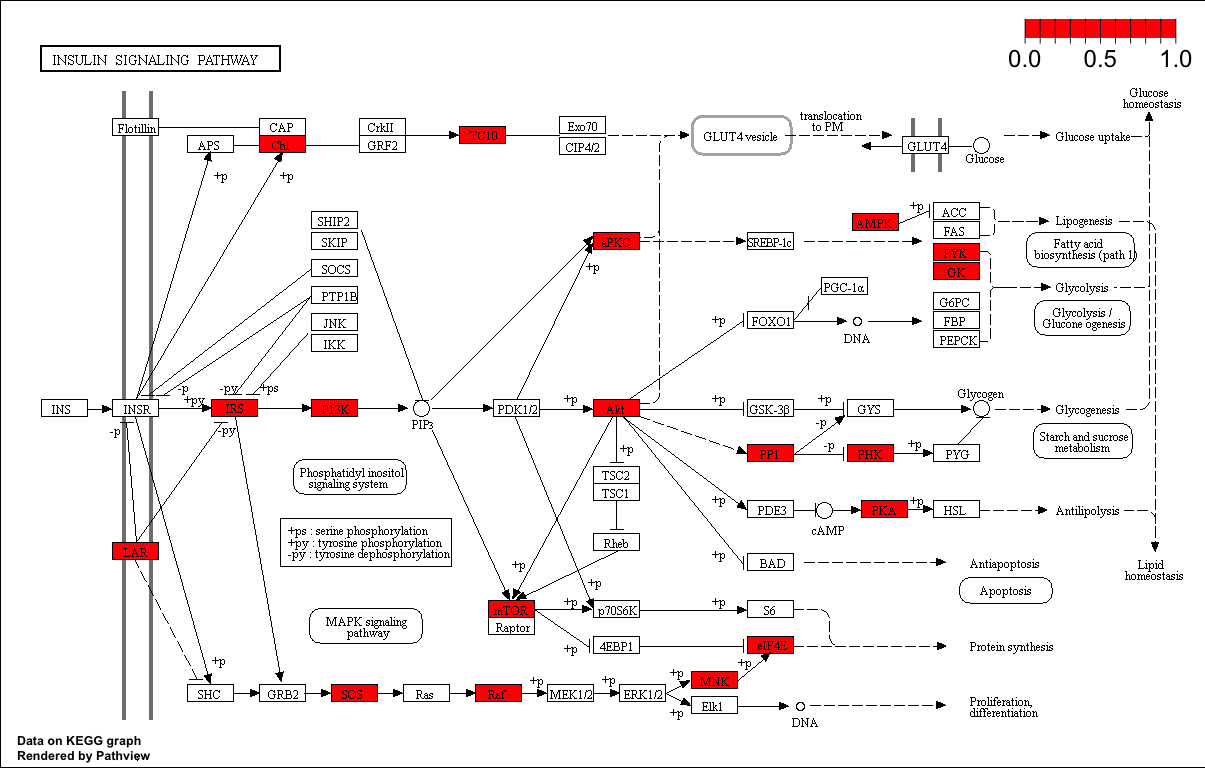 INSULIN SIGNALING PATHWAY
0.0 0.5 1.0
Glucose
homeostasis
Flotillin
CAP
APS
Cbl
CrkII
GRF2
TC10
Exo70
CIP4/2
GLUT4 vesicle
translocation
to PM
GLUT4
Glucose
Glucose uptake
+p
+p
SHIP2
SKIP
SOCS
PTP1B
JNK
IKK
aPKC
+p
SREBP-1c
AMPK
+p
ACC
FAS
PYK
GK
Lipogenesis
Fatty acid
biosynthesis (path 1)
Glycolysis
Glycolysis /
Glucone ogenesis
PGC-1α
+p
FOXO1
DNA
G6PC
FBP
PEPCK
-p
+py
-py
+ps
INS
INSR
IRS
PI3K
PIP3
PDK1/2
+p
Akt
+p
GSK-3β
+p
GYS
Glycogen
Glycogenesis
-p
-py
-p
-p
PP1
PHK
+p
PYG
Starch and sucrose
metabolism
Phosphatidyl inositol
signaling system
+p
TSC2
TSC1
+p
PDE3
cAMP
PKA
+p
HSL
Antilipolysis
+ps : serine phosphorylation
+py : tyrosine phosphorylation
-py : tyrosine dephosphorylation
LAR
Rheb
+p
+p
BAD
Antiapoptosis
Apoptosis
Lipid
homeostasis
+p
MAPK signaling
pathway
mTOR
Raptor
+p
+p
p70S6K
+p
S6
4EBP1
eIF4E
Protein synthesis
+p
SHC
GRB2
SOS
Ras
Raf
+p
MEK1/2
+p
ERK1/2
+p
MNK
+p
+p
Elk1
DNA
Proliferation,
differentiation
Data on KEGG graph
Rendered by Pathview